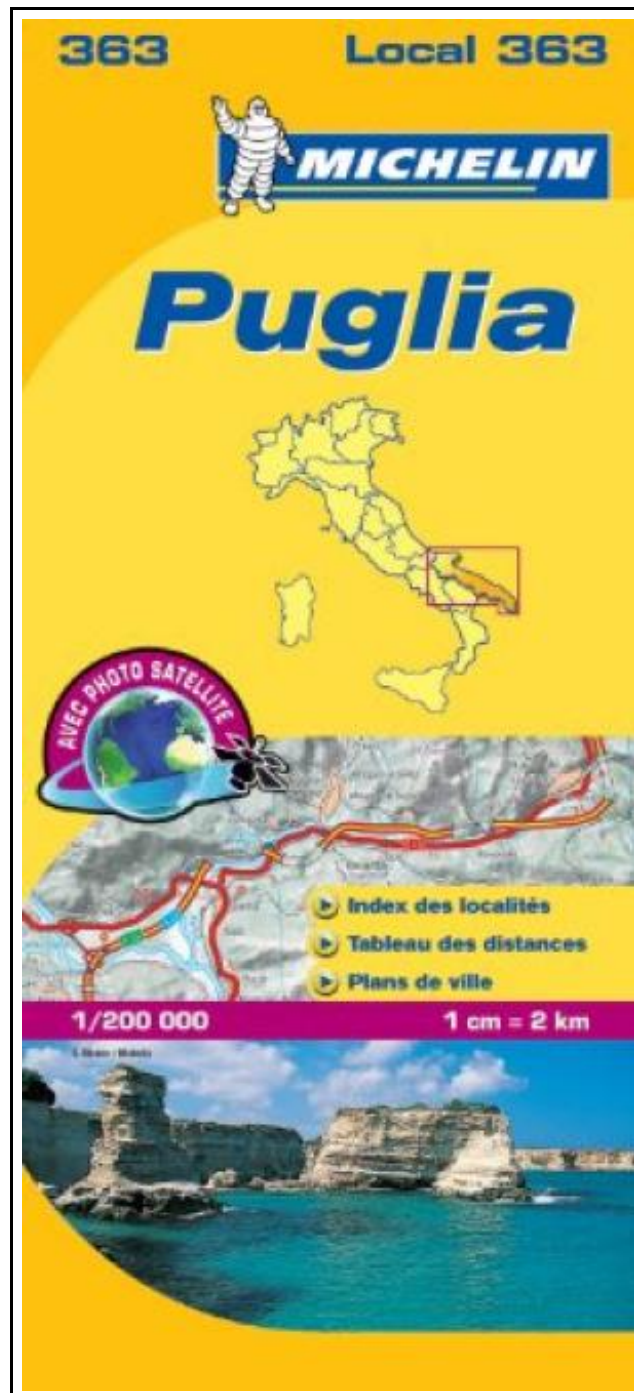 363 Local 363
MICHELIN
Puglia
AVEC PHOTO SATELLITE
Index des localités
Tableau des distances
Plans de ville
1/200 000 1 cm = 2 km